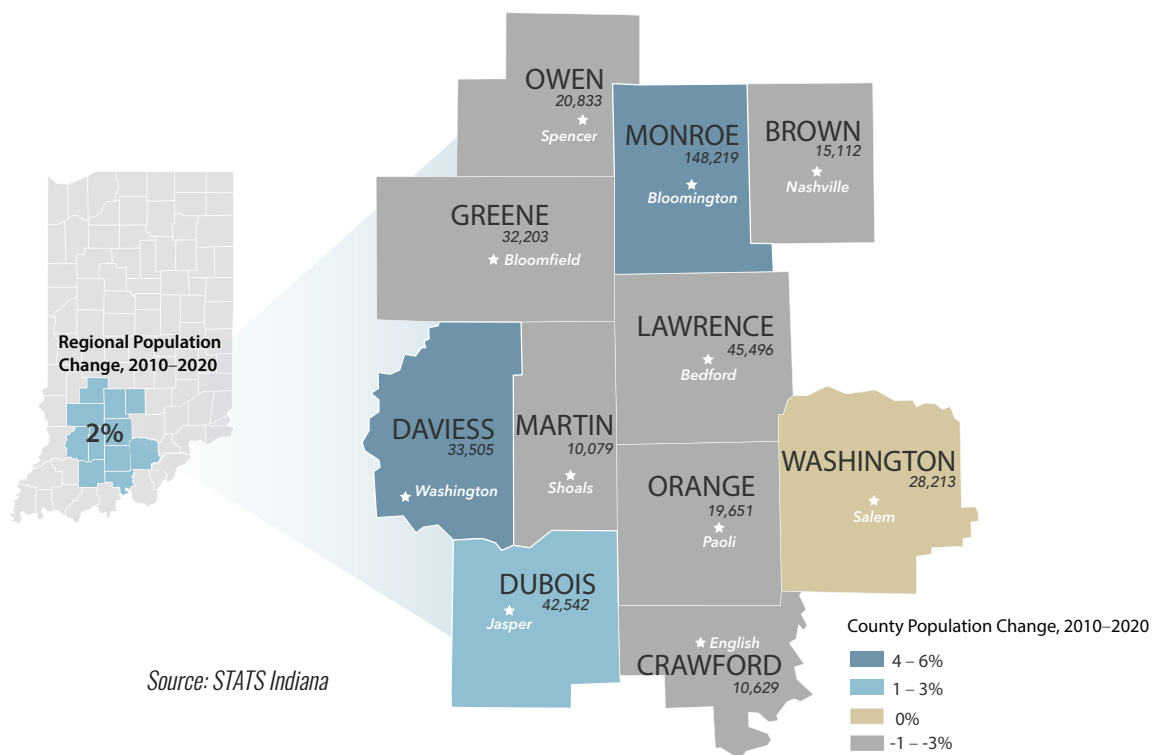 OWEN
20,833
Spencer
MONROE
148,219
Bloomington
BROWN
15,112
Nashville
GREENE
32,203
Bloomfield
Regional Population
Change, 2010–2020
2%
LAWRENCE
45,496
Bedford
DAVIESS
33,505
Washington
MARTIN
10,079
Shoals
ORANGE
19,651
Paoli
WASHINGTON
28,213
Salem
DUBOIS
42,542
Jasper
English
CRAWFORD
10,629
County Population Change, 2010–2020
4 – 6%
1 – 3%
0%
-1 – -3%
Source: STATS Indiana